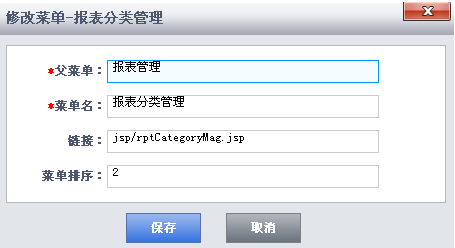 修改菜单-报表分类管理
*父菜单： 报表管理
*菜单名： 报表分类管理
链接： jsp/rptCategoryMag.jsp
菜单排序： 2
保存 取消